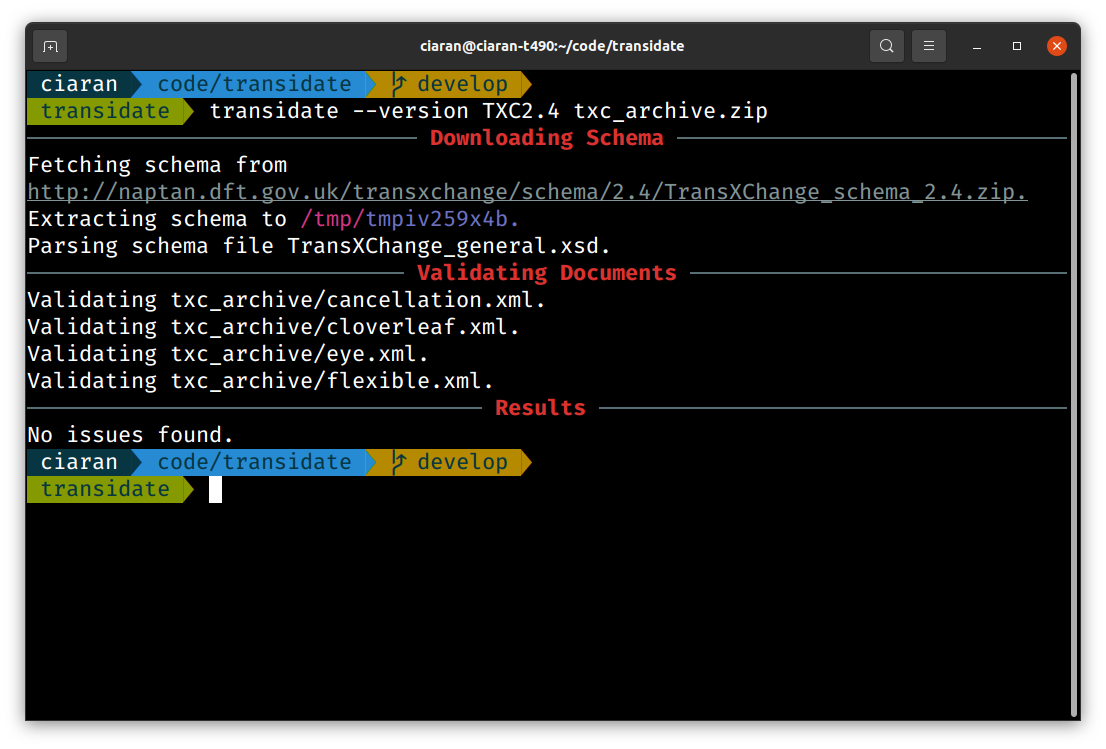 ciaran@ciaran-t490:~/code/transidate
ciaran code/transidate develop
transidate transidate --version TXC2.4 txc_archive.zip
Downloading Schema
Fetching schema from
http://naptan.dft.gov.uk/transxchange/schema/2.4/TransXChange_schema_2.4.zip.
Extracting schema to /tmp/tmpiv259x4b.
Parsing schema file TransXChange_general.xsd.
Validating Documents
Validating txc_archive/cancellation.xml.
Validating txc_archive/cloverleaf.xml.
Validating txc_archive/eye.xml.
Validating txc_archive/flexible.xml.
Results
No issues found.
ciaran code/transidate develop
transidate